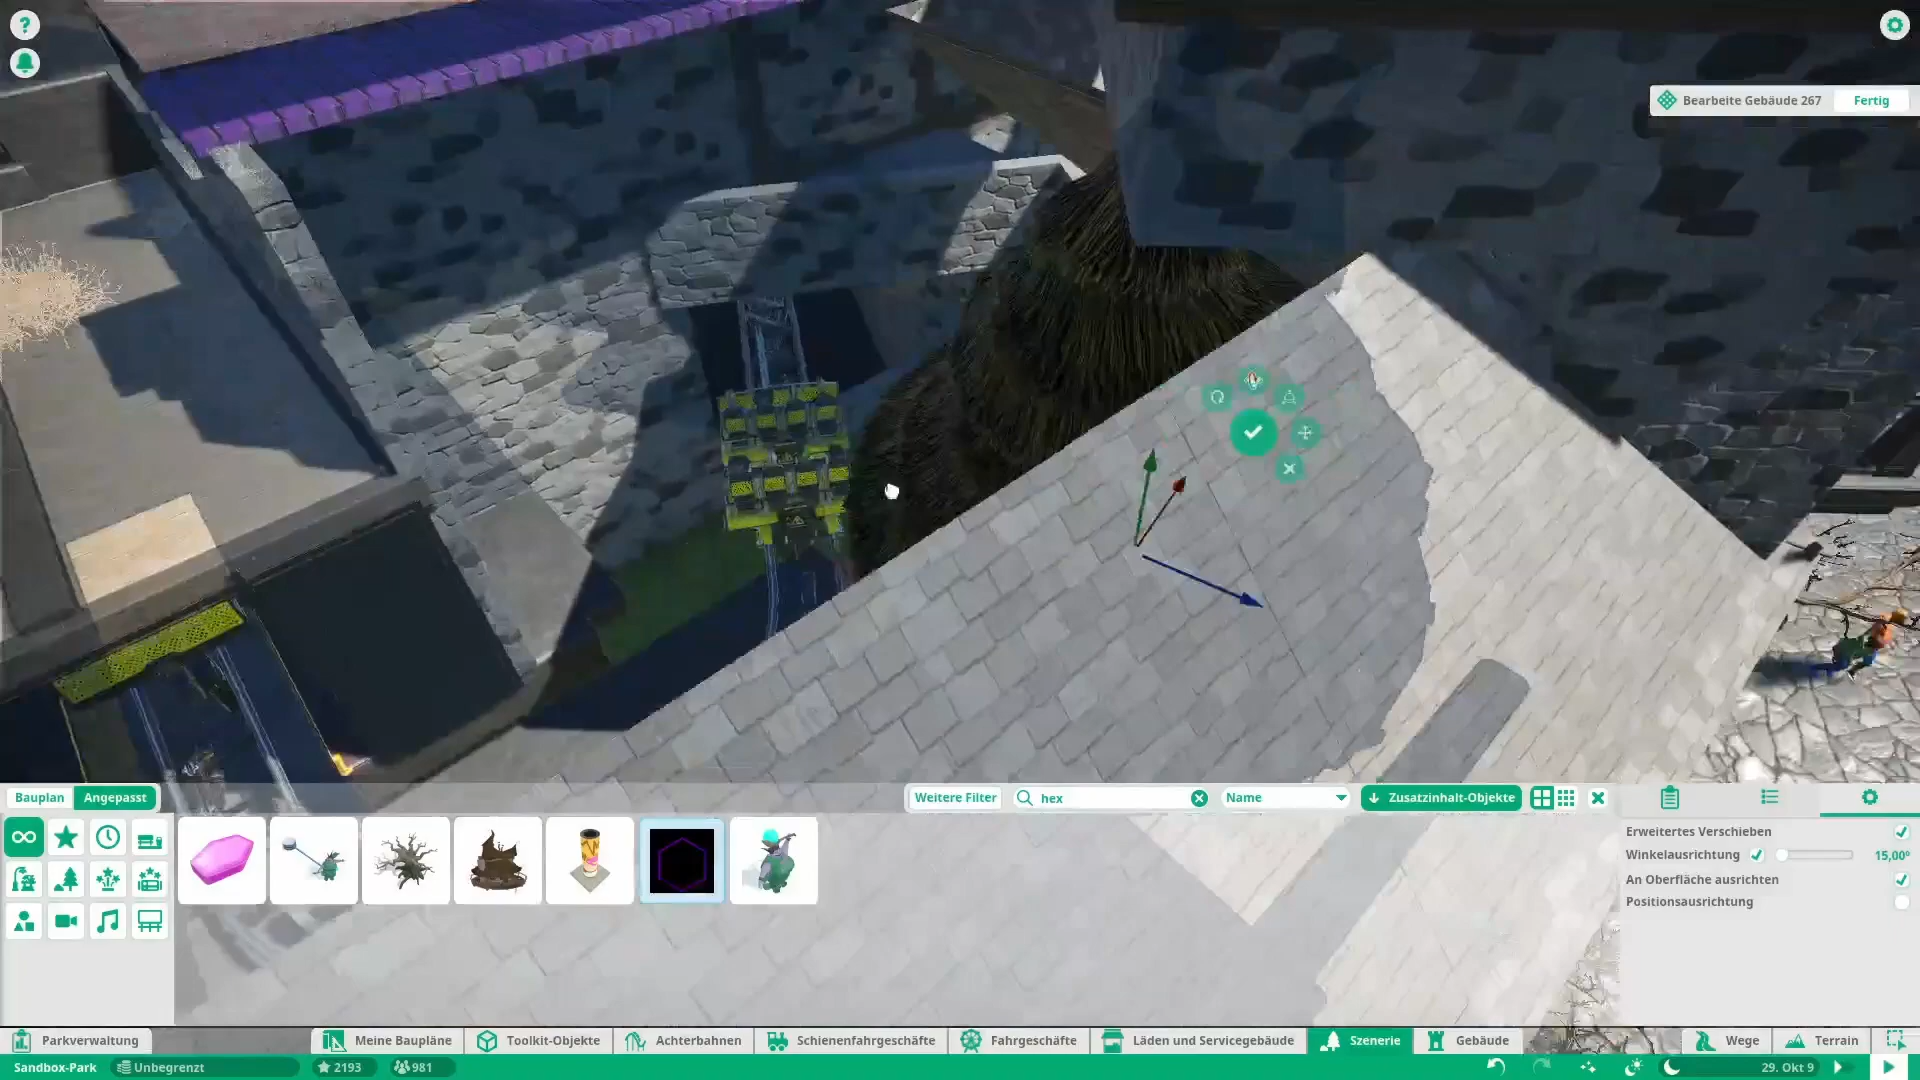 ?
Bearbeite Gebäude 267 Fertig
Bauplan Angepasst Weitere Filter hex Name Zusatzinhalt-Objekte
Erweitertes Verschieben
Winkelausrichtung 15,00°
An Oberfläche ausrichten
Positionsausrichtung
Parkverwaltung Meine Baupläne Toolkit-Objekte Achterbahnen Schienenfahrgeschäfte Fahrgeschäfte Läden und Servicegebäude Szenerie Gebäude Wege Terrain
Sandbox-Park Unbegrenzt 2193 981 29. Okt 9